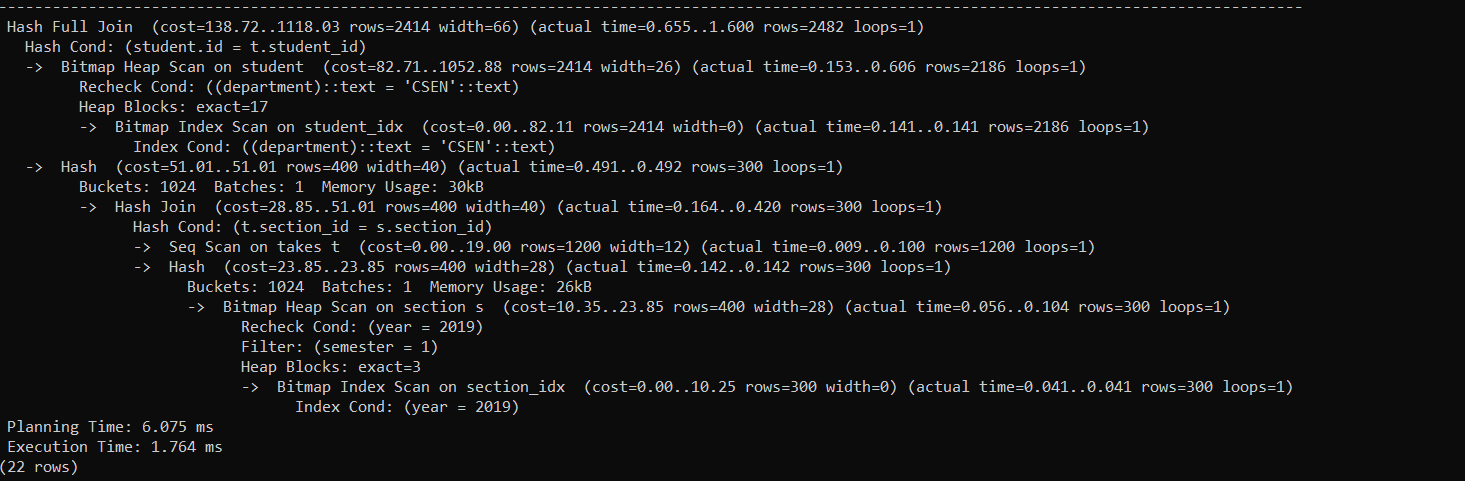 Hash Full Join  (cost=138.72..1118.03 rows=2414 width=66) (actual time=0.655..1.600 rows=2482 loops=1)
  Hash Cond: (student.id = t.student_id)
  ->  Bitmap Heap Scan on student  (cost=82.71..1052.88 rows=2414 width=26) (actual time=0.153..0.606 rows=2186 loops=1)
        Recheck Cond: ((department)::text = 'CSEN'::text)
        Heap Blocks: exact=17
        ->  Bitmap Index Scan on student_idx  (cost=0.00..82.11 rows=2414 width=0) (actual time=0.141..0.141 rows=2186 loops=1)
              Index Cond: ((department)::text = 'CSEN'::text)
  ->  Hash  (cost=51.01..51.01 rows=400 width=40) (actual time=0.491..0.492 rows=300 loops=1)
        Buckets: 1024  Batches: 1  Memory Usage: 30kB
        ->  Hash Join  (cost=28.85..51.01 rows=400 width=40) (actual time=0.164..0.420 rows=300 loops=1)
              Hash Cond: (t.section_id = s.section_id)
              ->  Seq Scan on takes t  (cost=0.00..19.00 rows=1200 width=12) (actual time=0.009..0.100 rows=1200 loops=1)
              ->  Hash  (cost=23.85..23.85 rows=400 width=28) (actual time=0.142..0.142 rows=300 loops=1)
                    Buckets: 1024  Batches: 1  Memory Usage: 26kB
                    ->  Bitmap Heap Scan on section s  (cost=10.35..23.85 rows=400 width=28) (actual time=0.056..0.104 rows=300 loops=1)
                          Recheck Cond: (year = 2019)
                          Filter: (semester = 1)
                          Heap Blocks: exact=3
                          ->  Bitmap Index Scan on section_idx  (cost=0.00..10.25 rows=300 width=0) (actual time=0.041..0.041 rows=300 loops=1)
                                Index Cond: (year = 2019)
Planning Time: 6.075 ms
Execution Time: 1.764 ms
(22 rows)